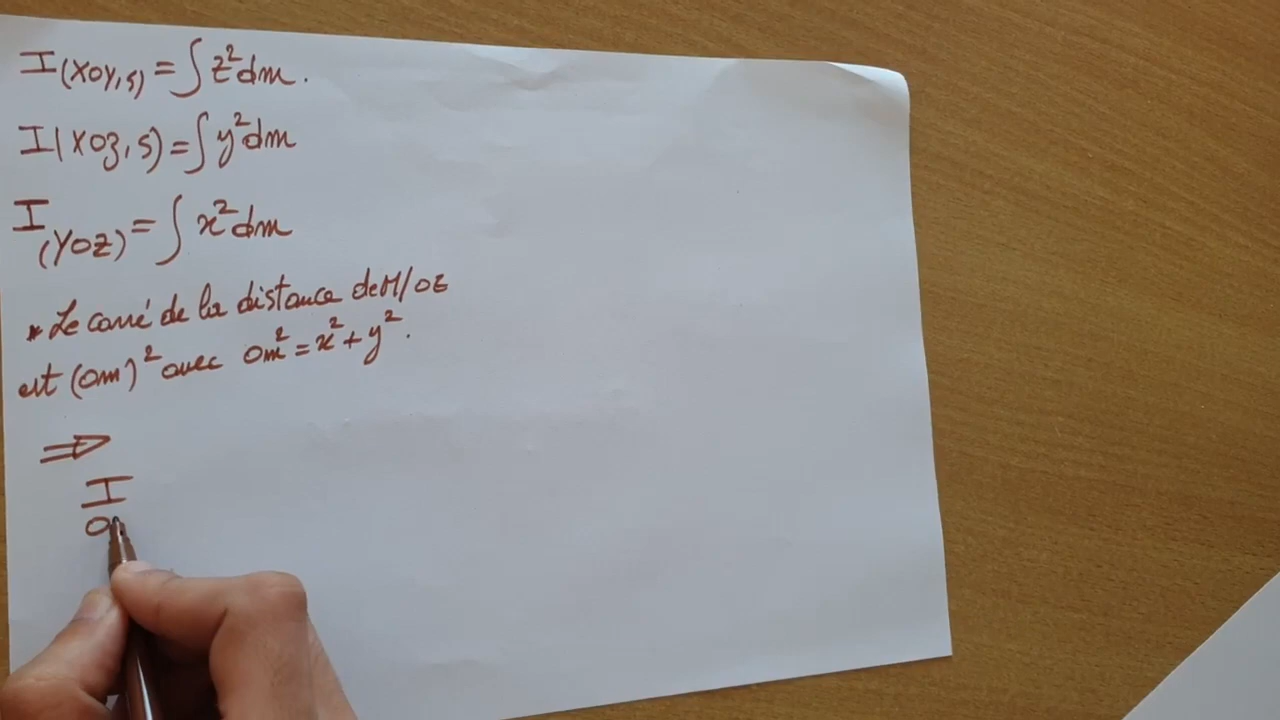 I(XOY,S) = ∫z²dm.
I(XOz,S) = ∫y²dm
I(YOZ) = ∫x²dm
* Le carré de la distance de M/OZ
est (Om)² avec Om² = x² + y².
⇒
I
O